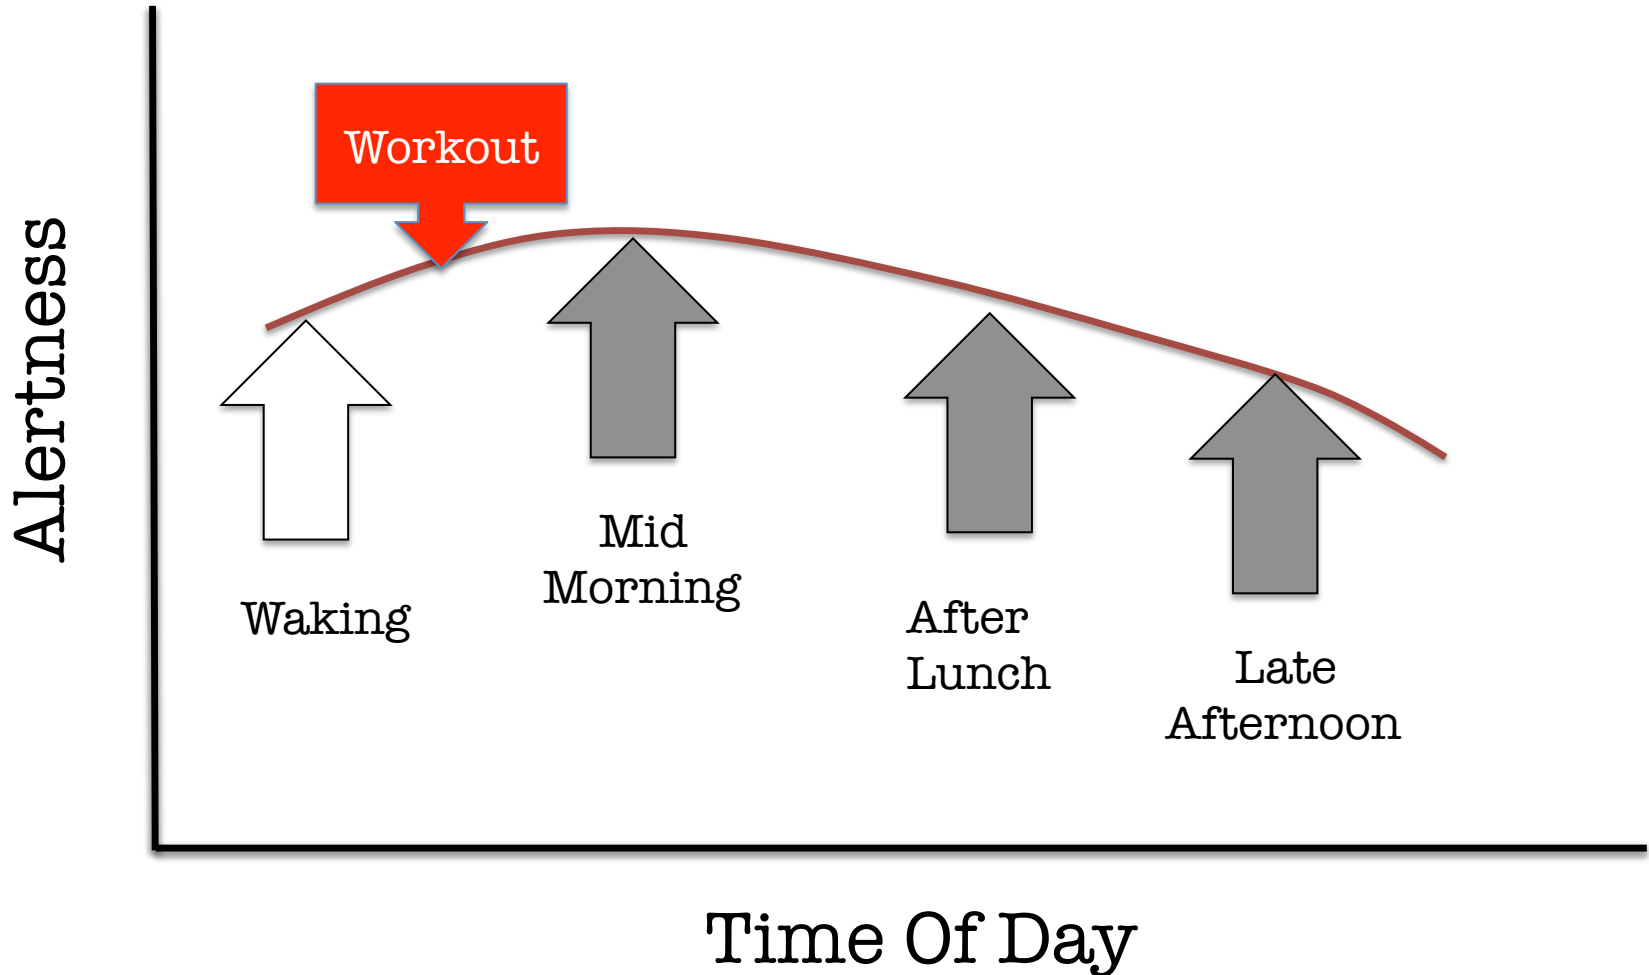 Workout
Alertness
Mid
Morning
Waking
After
Lunch
Late
Afternoon
Time Of Day